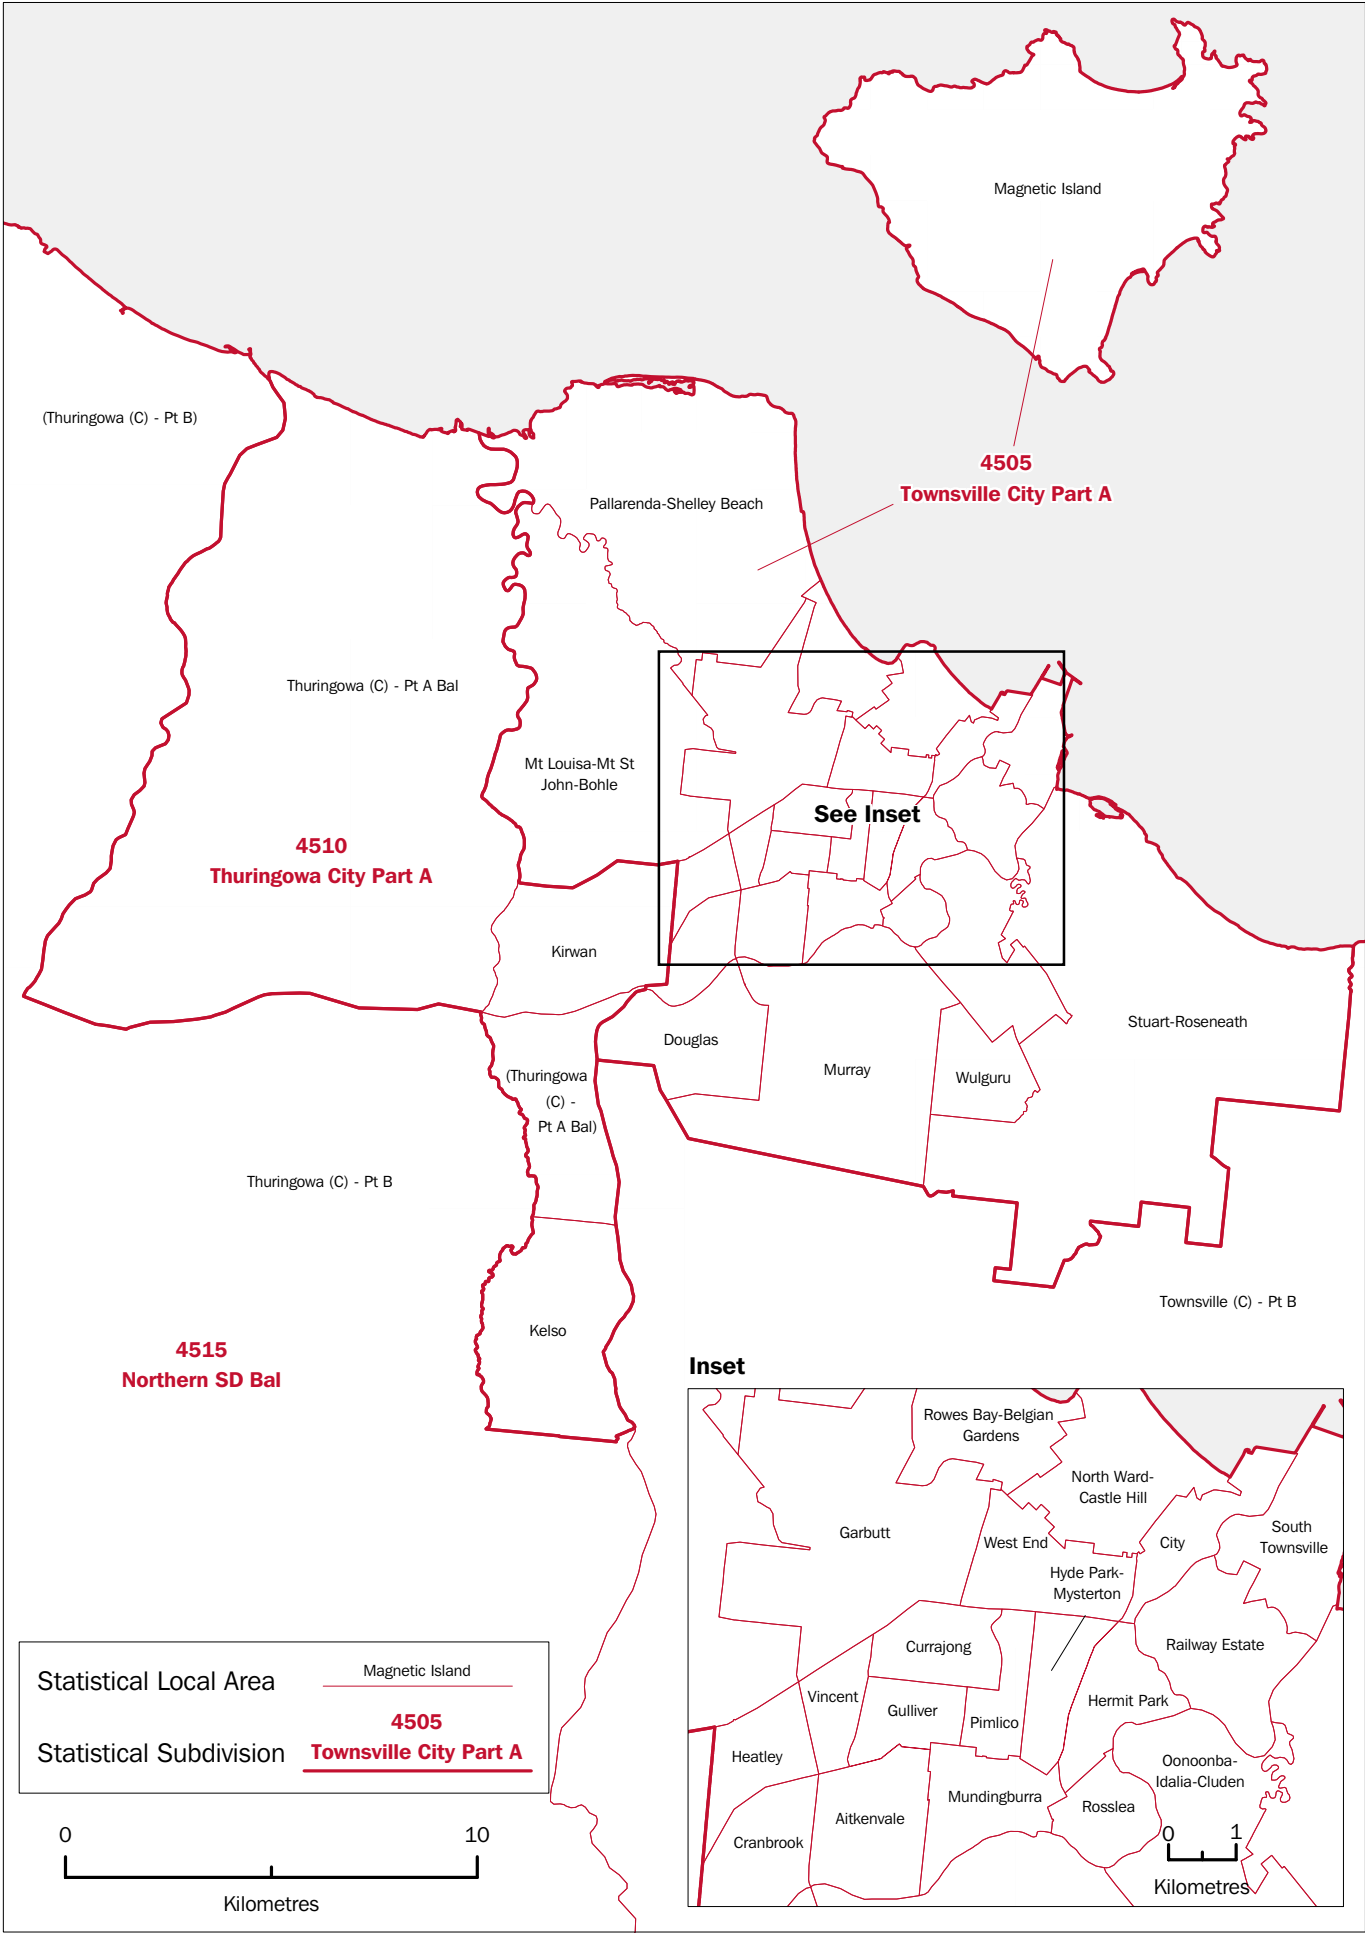 Magnetic Island
(Thuringowa (C) - Pt B)
4505
Townsville City Part A
Pallarenda-Shelley Beach
Thuringowa (C) - Pt A Bal
Mt Louisa-Mt St
John-Bohle
See Inset
4510
Thuringowa City Part A
Kirwan
Stuart-Roseneath
Douglas
Murray
Wulguru
(Thuringowa
(C) -
Pt A Bal)
Thuringowa (C) - Pt B
Townsville (C) - Pt B
Kelso
4515
Northern SD Bal
Inset
Rowes Bay-Belgian
Gardens
North Ward-
Castle Hill
Garbutt
West End
City
South
Townsville
Hyde Park-
Mysterton
Currajong
Railway Estate
Vincent
Gulliver
Pimlico
Hermit Park
Heatley
Oonoonba-
Idalia-Cluden
Mundingburra
Rosslea
Aitkenvale
Cranbrook
0 1
Kilometres
Statistical Local Area
Magnetic Island
Statistical Subdivision
4505
Townsville City Part A
0 10
Kilometres